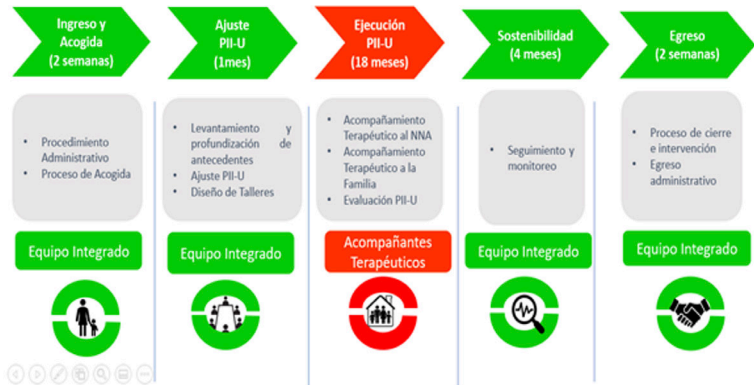 Ingreso y
Acogida
(2 semanas)
Ajuste
PII-U
(1mes)
Ejecución
PII-U
(18 meses)
Sostenibilidad
(4 meses)
Egreso
(2 semanas)
• Procedimiento
Administrativo
• Proceso de Acogida
• Levantamiento y
profundización de
antecedentes
• Ajuste PII-U
• Diseño de Talleres
• Acompañamiento
Terapéutico al NNA
• Acompañamiento
Terapéutico a la
Familia
• Evaluación PII-U
• Seguimiento y
monitoreo
• Proceso de cierre
e intervención
• Egreso
administrativo
Equipo Integrado
Equipo Integrado
Acompañantes
Terapéuticos
Equipo Integrado
Equipo Integrado